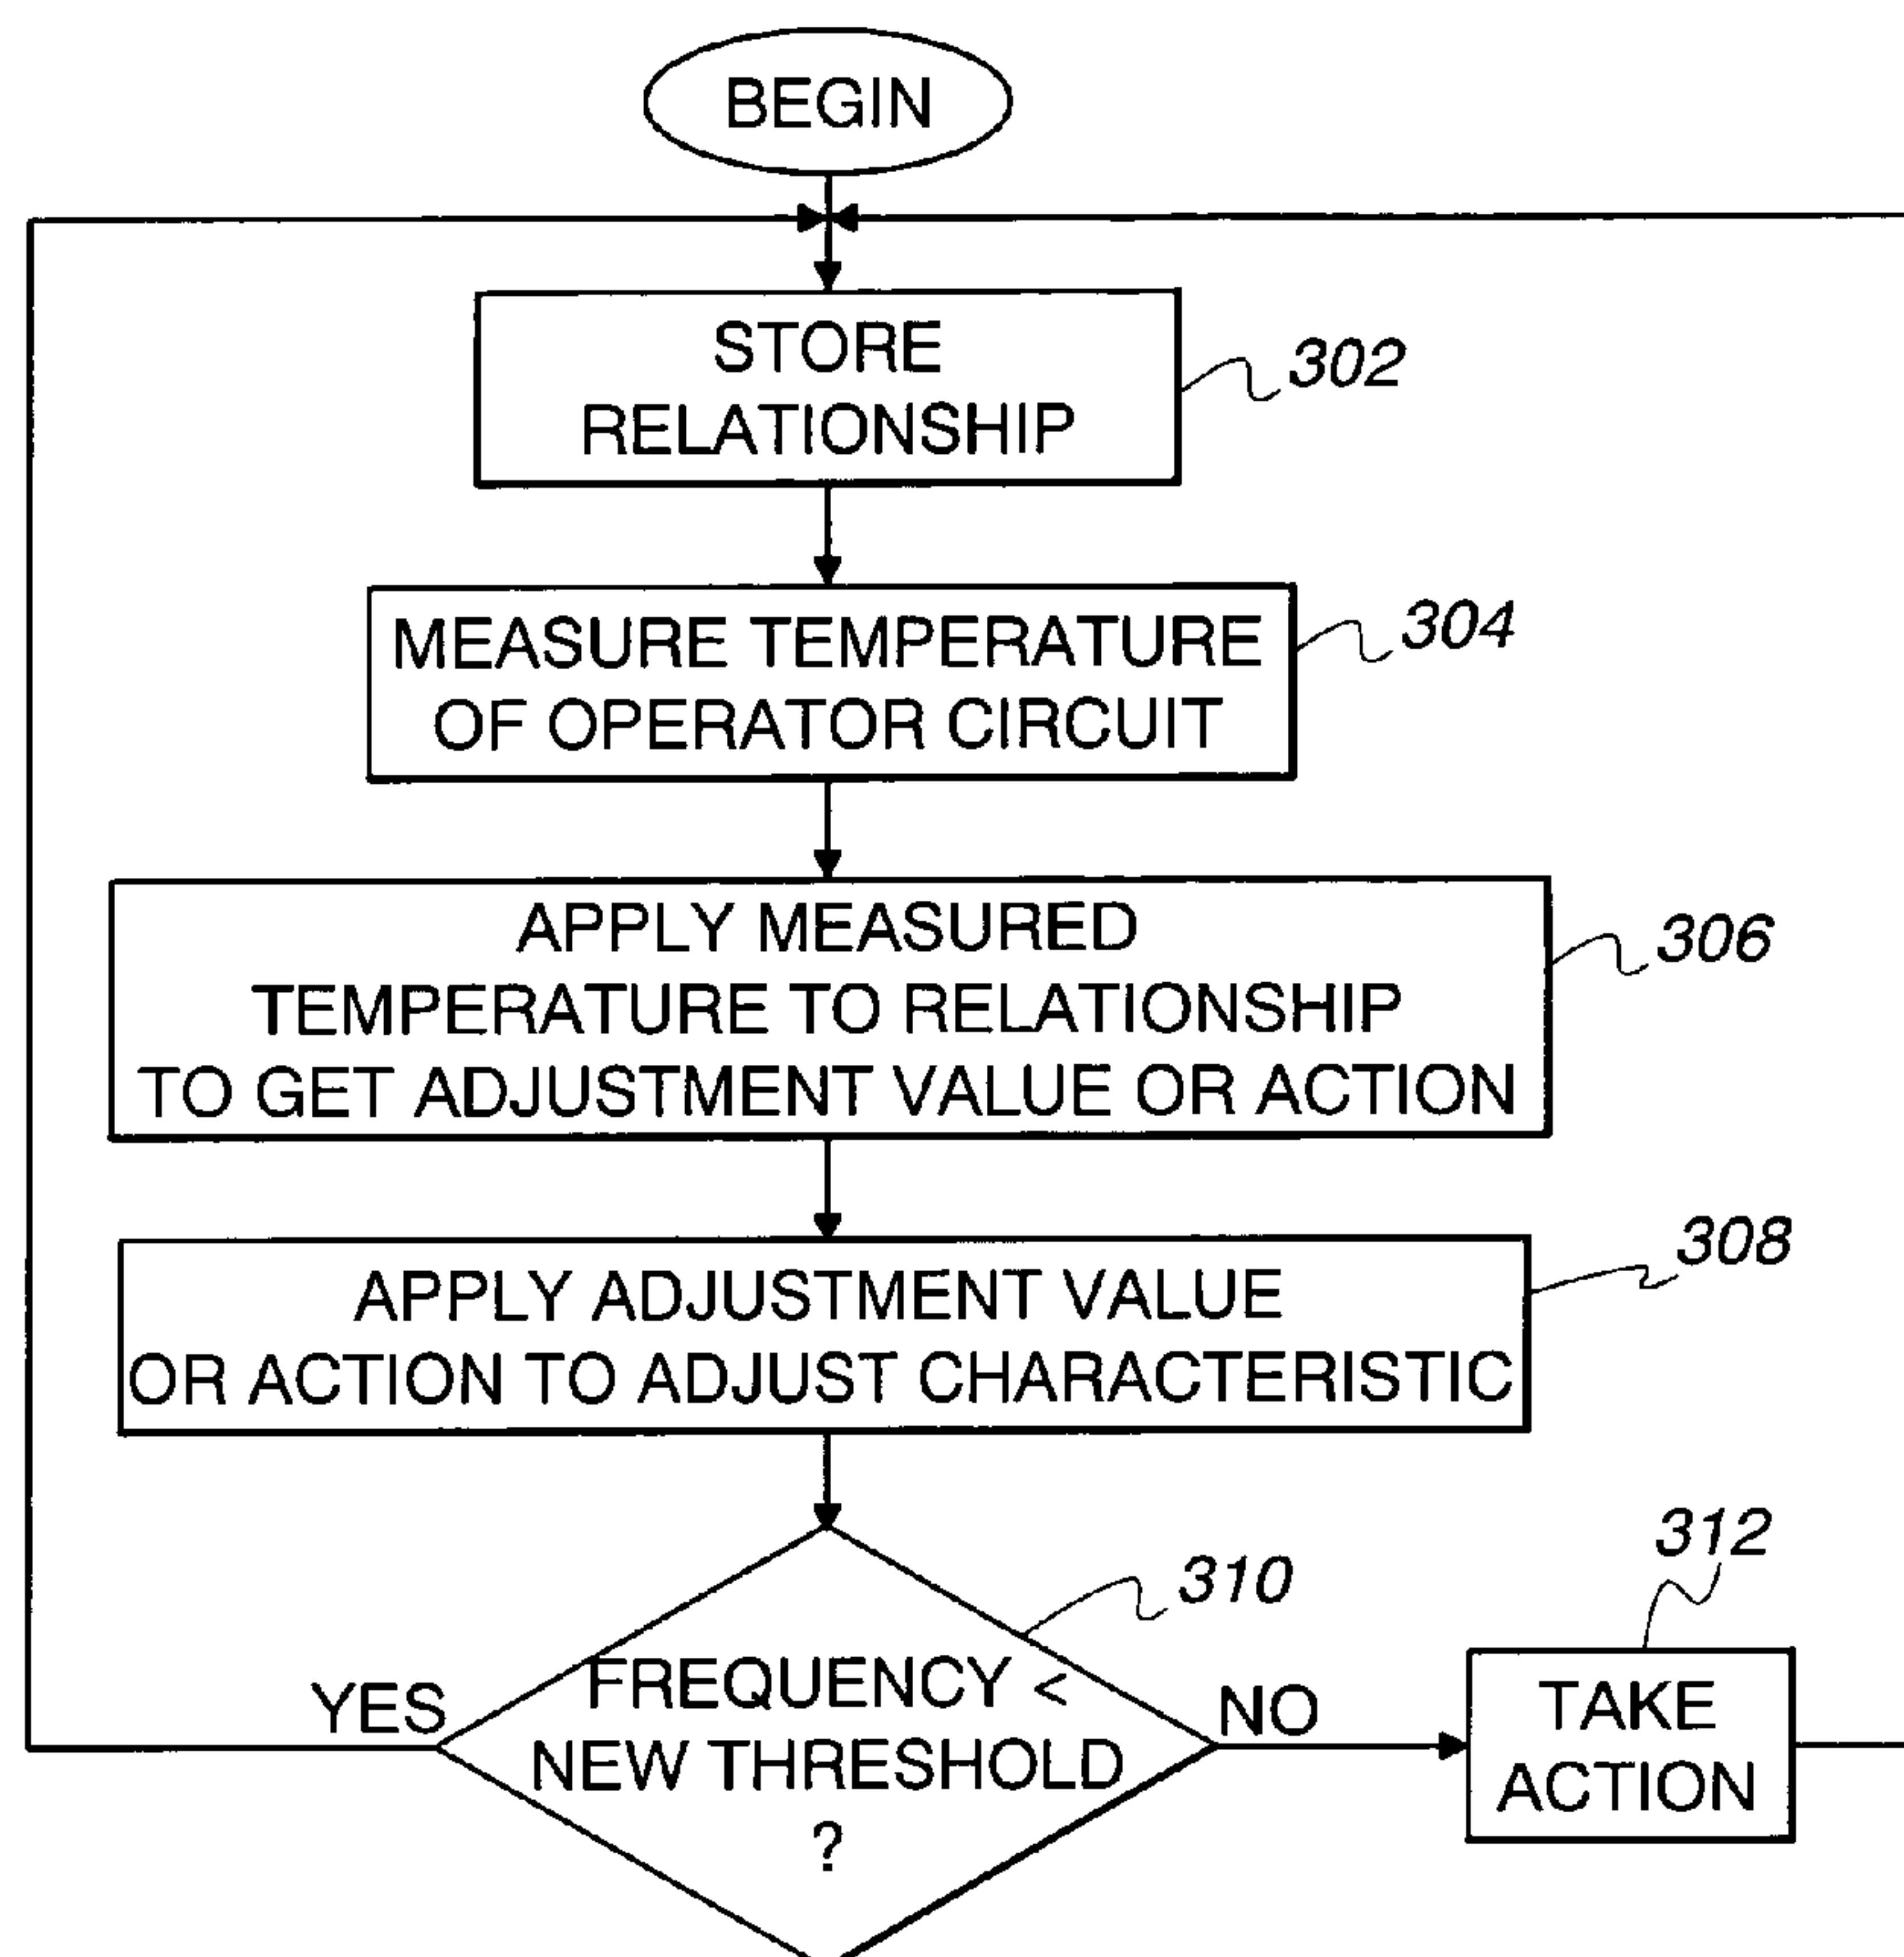 BEGIN
STORE
RELATIONSHIP
302
MEASURE TEMPERATURE
OF OPERATOR CIRCUIT
304
APPLY MEASURED
TEMPERATURE TO RELATIONSHIP
TO GET ADJUSTMENT VALUE OR ACTION
306
APPLY ADJUSTMENT VALUE
OR ACTION TO ADJUST CHARACTERISTIC
308
FREQUENCY <
NEW THRESHOLD
?
310
YES
NO
TAKE
ACTION
312